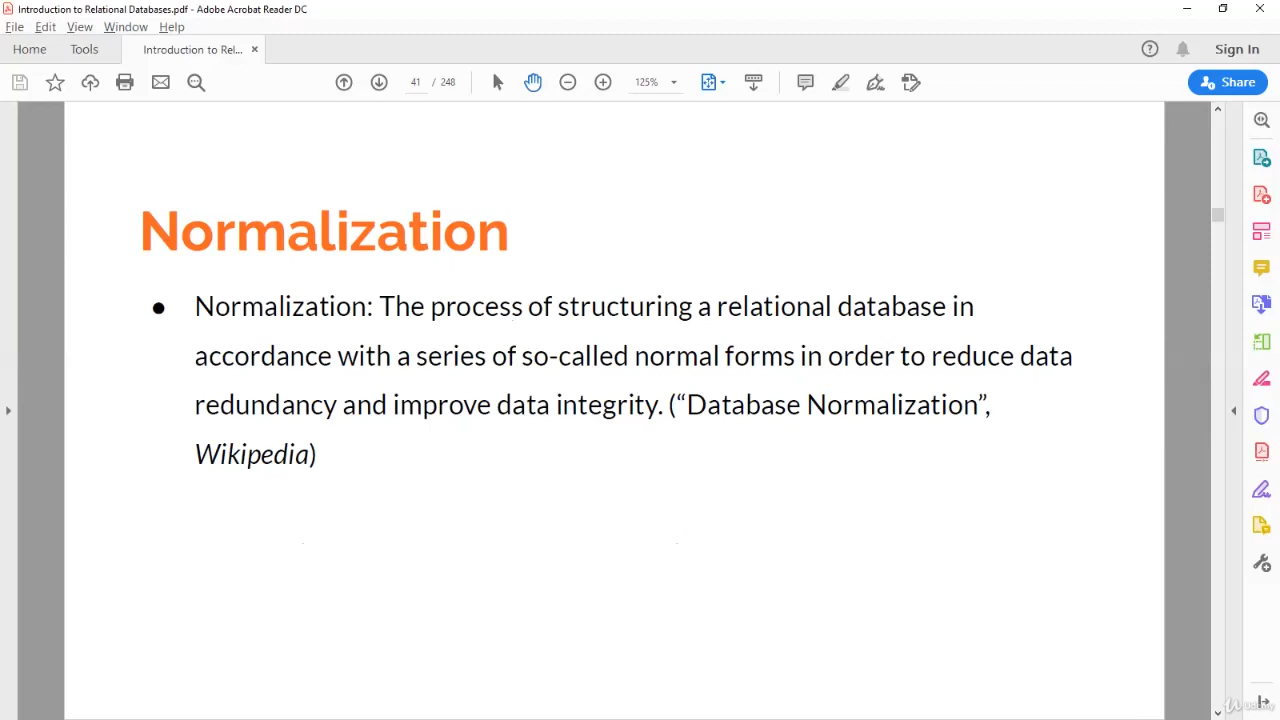 Introduction to Relational Databases.pdf - Adobe Acrobat Reader DC
File Edit View Window Help
Home Tools Introduction to Rel... × Sign In
41 / 248 125% Share
Normalization
● Normalization: The process of structuring a relational database in
accordance with a series of so-called normal forms in order to reduce data
redundancy and improve data integrity. (“Database Normalization”,
Wikipedia)
Udemy